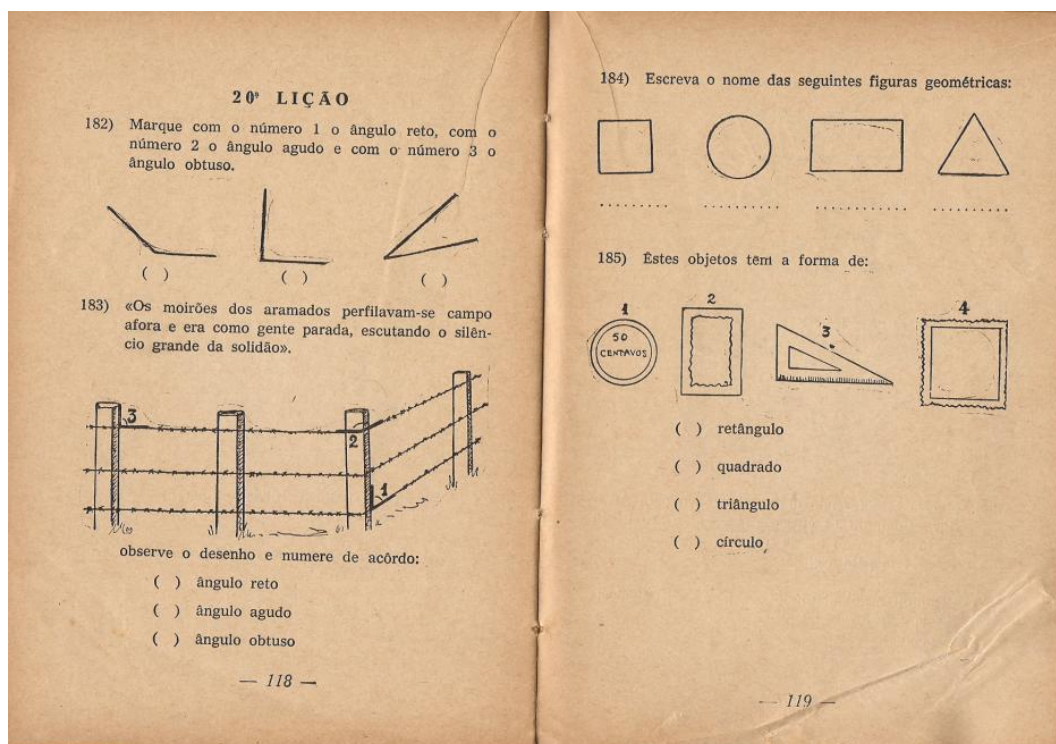 20ª LIÇÃO
182) Marque com o número 1 o ângulo reto, com o
número 2 o ângulo agudo e com o número 3 o
ângulo obtuso.
( ) ( ) ( )
183) «Os moirões dos aramados perfilavam-se campo
afora e era como gente parada, escutando o silên-
cio grande da solidão».
3
2
1
observe o desenho e numere de acôrdo:
( ) ângulo reto
( ) ângulo agudo
( ) ângulo obtuso
— 118 —
184) Escreva o nome das seguintes figuras geométricas:
.......... .......... ............ ..........
185) Êstes objetos têm a forma de:
1 2 3 4
50
CENTAVOS
( ) retângulo
( ) quadrado
( ) triângulo
( ) círculo
— 119 —